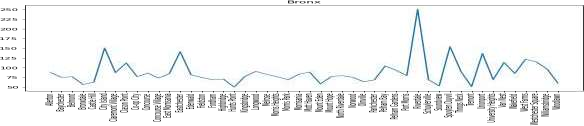 Bronx
250
225
200
175
150
125
100
75
50
Allerton
Baychester
Belmont
Bronxdale
Castle Hill
City Island
Claremont Village
Clason Point
Co-op City
Concourse
Concourse Village
East Morrisania
Eastchester
Edenwald
Fieldston
Fordham
Highbridge
Hunts Point
Kingsbridge
Longwood
Melrose
Morris Heights
Morris Park
Morrisania
Mott Haven
Mount Eden
Mount Hope
North Riverdale
Norwood
Olinville
Parkchester
Pelham Bay
Pelham Gardens
Port Morris
Riverdale
Schuylerville
Soundview
Spuyten Duyvil
Throgs Neck
Tremont
Unionport
University Heights
Van Nest
Wakefield
West Farms
Westchester Square
Williamsbridge
Woodlawn